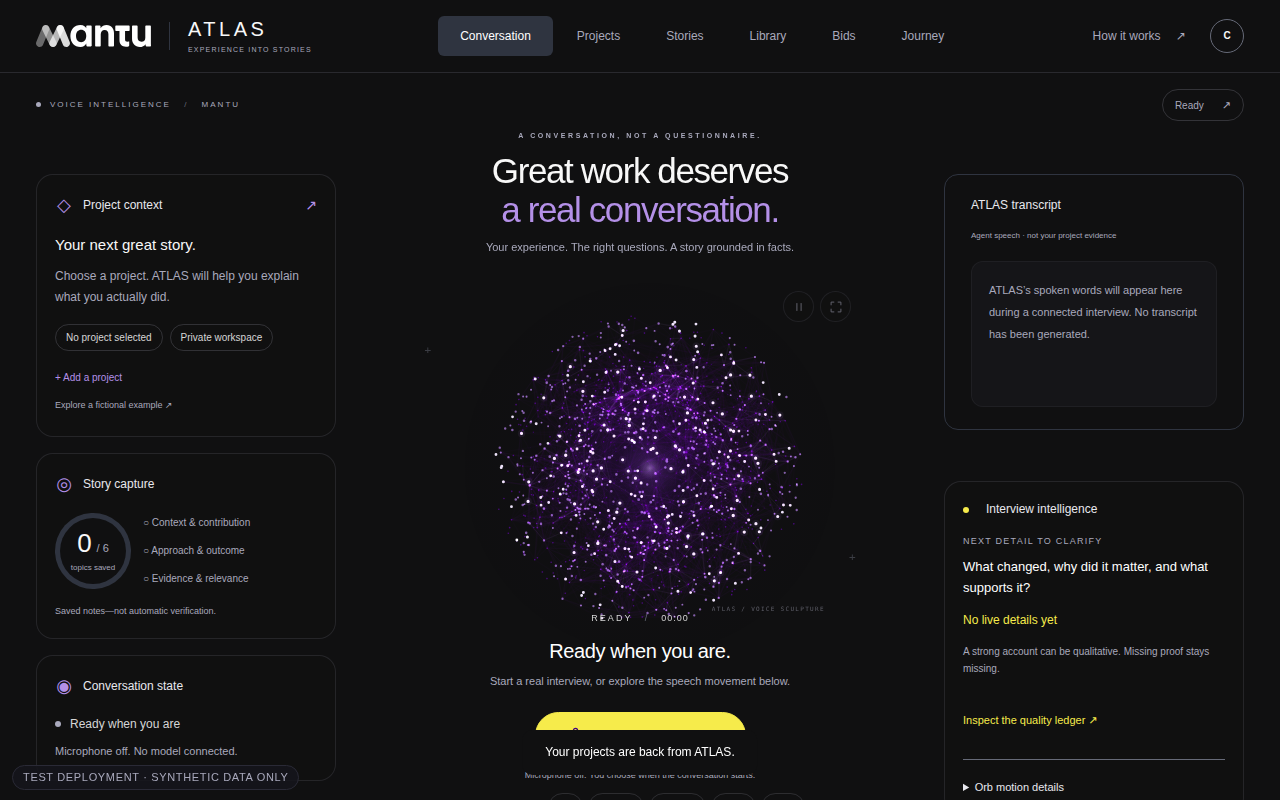 mantu
ATLAS
EXPERIENCE INTO STORIES
Conversation
Projects
Stories
Library
Bids
Journey
How it works ↗
C
VOICE INTELLIGENCE / MANTU
Ready ↗
A CONVERSATION, NOT A QUESTIONNAIRE.
Great work deserves
a real conversation.
Your experience. The right questions. A story grounded in facts.
Project context ↗
Your next great story.
Choose a project. ATLAS will help you explain
what you actually did.
No project selected
Private workspace
+ Add a project
Explore a fictional example ↗
Story capture
0 / 6
topics saved
○ Context & contribution
○ Approach & outcome
○ Evidence & relevance
Saved notes—not automatic verification.
Conversation state
Ready when you are
Microphone off. No model connected.
TEST DEPLOYMENT · SYNTHETIC DATA ONLY
ATLAS / VOICE SCULPTURE
READY / 00:00
Ready when you are.
Start a real interview, or explore the speech movement below.
Your projects are back from ATLAS.
Microphone off. You choose when the conversation starts.
ATLAS transcript
Agent speech · not your project evidence
ATLAS's spoken words will appear here
during a connected interview. No transcript
has been generated.
Interview intelligence
NEXT DETAIL TO CLARIFY
What changed, why did it matter, and what
supports it?
No live details yet
A strong account can be qualitative. Missing proof stays
missing.
Inspect the quality ledger ↗
Orb motion details